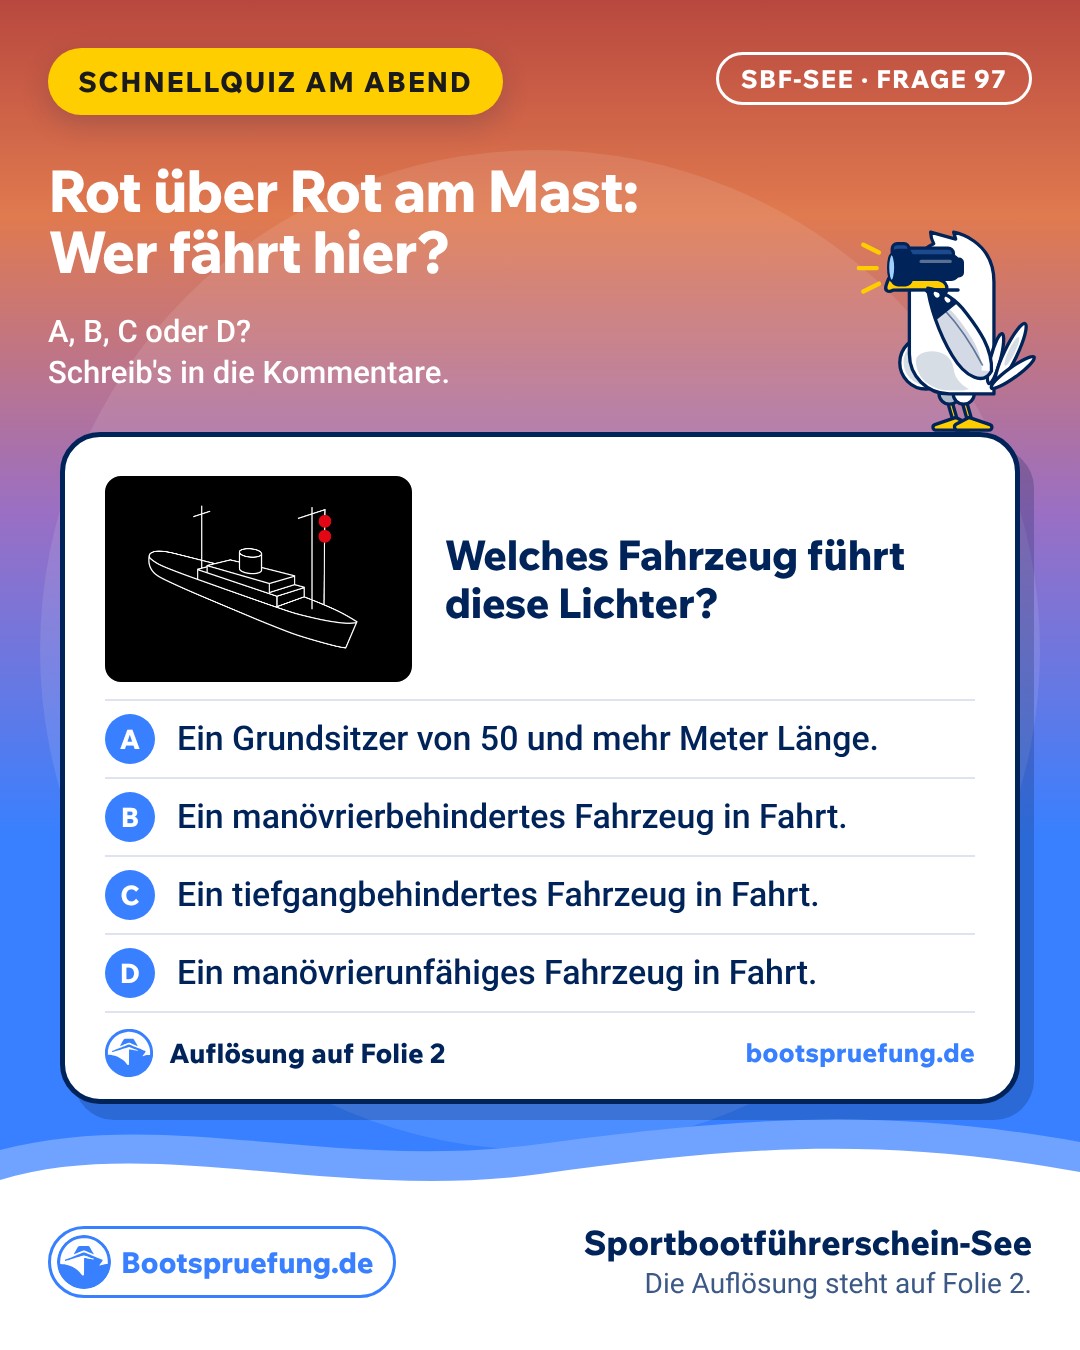 SCHNELLQUIZ AM ABEND
SBF-SEE · FRAGE 97
Rot über Rot am Mast:
Wer fährt hier?
A, B, C oder D?
Schreib's in die Kommentare.
Welches Fahrzeug führt
diese Lichter?
A Ein Grundsitzer von 50 und mehr Meter Länge.
B Ein manövrierbehindertes Fahrzeug in Fahrt.
C Ein tiefgangbehindertes Fahrzeug in Fahrt.
D Ein manövrierunfähiges Fahrzeug in Fahrt.
Auflösung auf Folie 2
bootspruefung.de
Bootspruefung.de
Sportbootführerschein-See
Die Auflösung steht auf Folie 2.